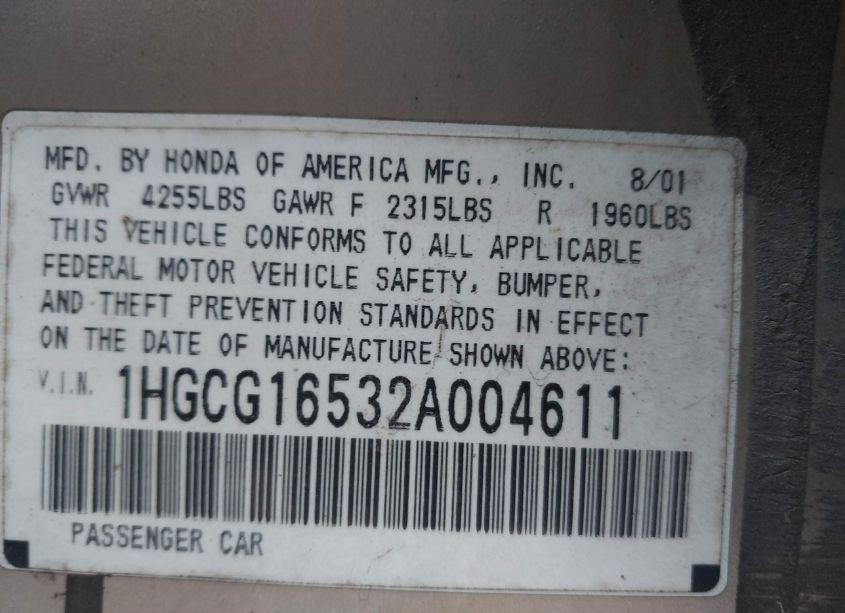 MFD. BY HONDA OF AMERICA MFG., INC. 8/01
GVWR 4255LBS GAWR F 2315LBS R 1960LBS
THIS VEHICLE CONFORMS TO ALL APPLICABLE
FEDERAL MOTOR VEHICLE SAFETY, BUMPER,
AND THEFT PREVENTION STANDARDS IN EFFECT
ON THE DATE OF MANUFACTURE SHOWN ABOVE:
V.I.N. 1HGCG16532A004611
PASSENGER CAR